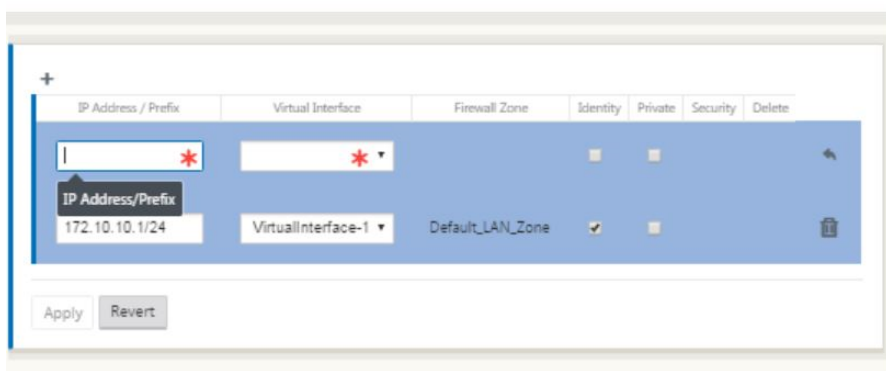 +
IP Address / Prefix Virtual Interface Firewall Zone Identity Private Security Delete
* *
IP Address/Prefix
172.10.10.1/24 VirtualInterface-1 Default_LAN_Zone
Apply Revert